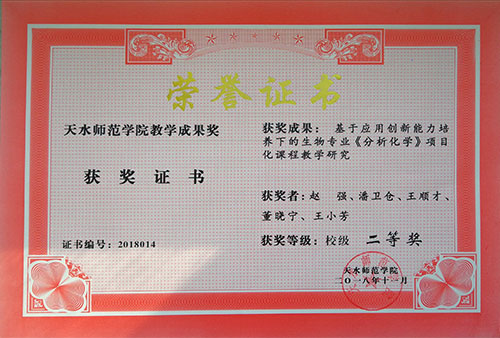 荣誉证书
天水师范学院教学成果奖
获奖证书
证书编号：2018014
获奖成果：基于应用创新能力培
养下的生物专业《分析化学》项目
化课程教学研究
获奖者：赵 强、潘卫仓、王顺才、
董晓宁、王小芳
获奖等级：校级 二等奖
天水师范学院
二〇一八年十一月